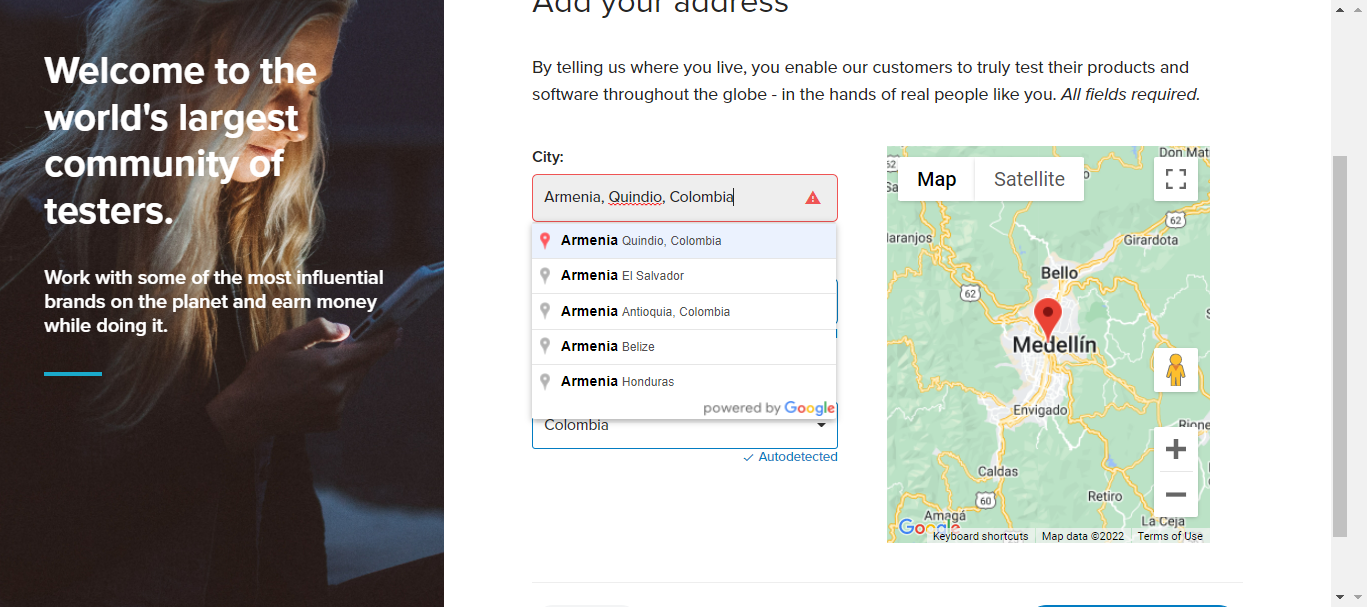 Add your address
Welcome to the
world's largest
community of
testers.
Work with some of the most influential
brands on the planet and earn money
while doing it.
By telling us where you live, you enable our customers to truly test their products and
software throughout the globe - in the hands of real people like you. All fields required.
City:
Armenia, Quindio, Colombia
Armenia Quindio, Colombia
Armenia El Salvador
Armenia Antioquia, Colombia
Armenia Belize
Armenia Honduras
powered by Google
Colombia
Autodetected
Map Satellite
Don Mat
62
62
Girardota
Bello
62
Medellín
Envigado
Caldas
60
Retiro
Amagá
La Ceja
Google
Keyboard shortcuts Map data ©2022 Terms of Use